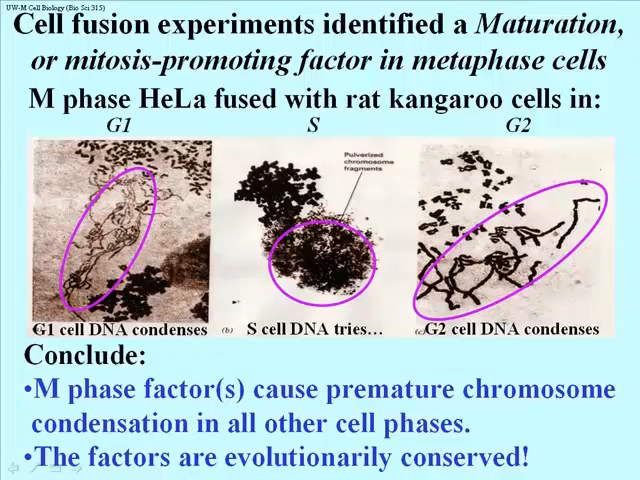 UW-M Cell Biology (Bio Sci 315)
Cell fusion experiments identified a Maturation,
or mitosis-promoting factor in metaphase cells
M phase HeLa fused with rat kangaroo cells in:
G1 S G2
Pulverized
chromosome
fragments
G1 cell DNA condenses (b) S cell DNA tries… (c) G2 cell DNA condenses
Conclude:
•M phase factor(s) cause premature chromosome
condensation in all other cell phases.
•The factors are evolutionarily conserved!